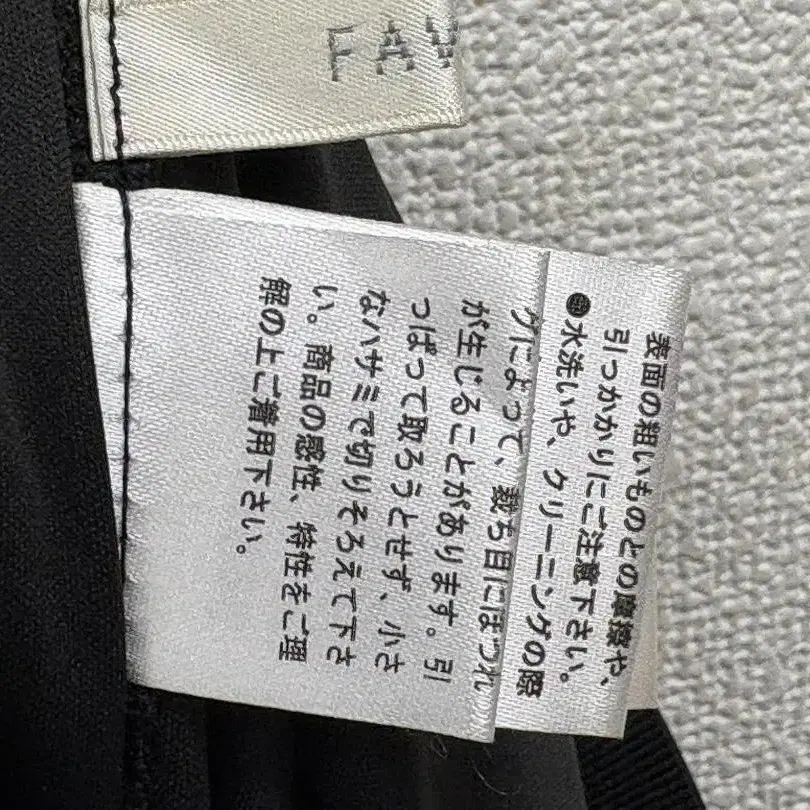 FAV
表面の粗いものとの摩擦や、
引っかかりにご注意下さい。
●水洗いや、クリーニングの際
グによって、裁ち目にほつれ
が生じることがあります。引
っぱって取ろうとせず、小さ
なハサミで切りそろえて下さ
い。商品の感性、特性をご理
解の上ご着用下さい。